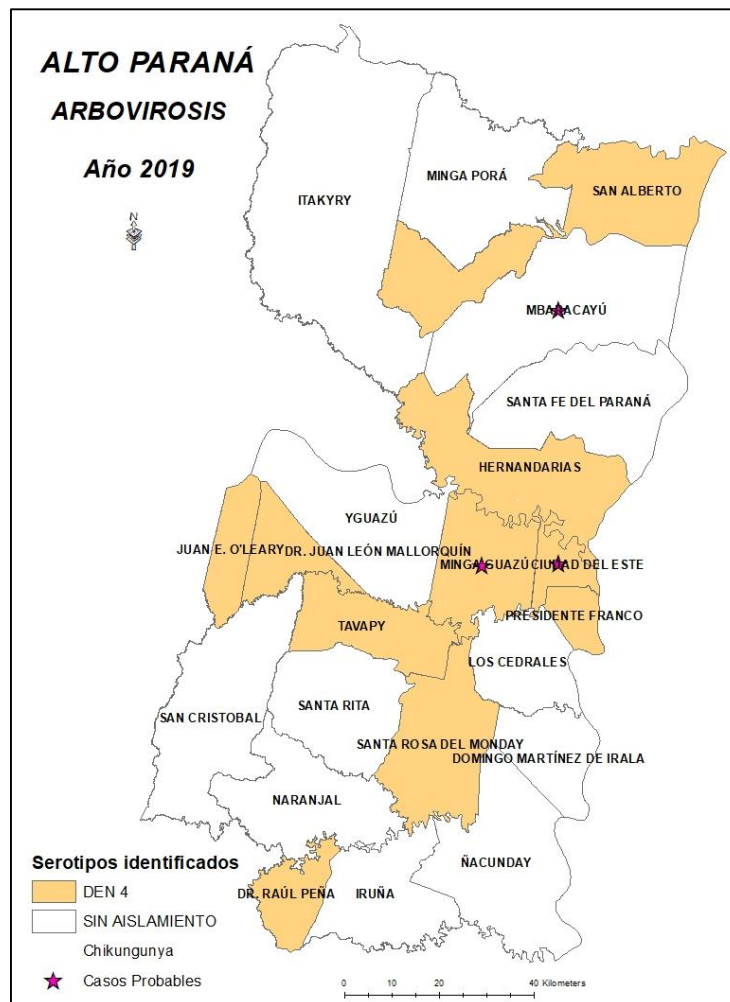 ALTO PARANÁ
ARBOVIROSIS
Año 2019
N
ITAKYRY
MINGA PORÁ
SAN ALBERTO
MBARACAYÚ
SANTA FE DEL PARANÁ
HERNANDARIAS
YGUAZÚ
JUAN E. O'LEARY
DR. JUAN LEÓN MALLORQUÍN
MINGA GUAZÚ
CIUDAD DEL ESTE
PRESIDENTE FRANCO
TAVAPY
LOS CEDRALES
SANTA RITA
SAN CRISTOBAL
SANTA ROSA DEL MONDAY
DOMINGO MARTÍNEZ DE IRALA
NARANJAL
ÑACUNDAY
DR. RAÚL PEÑA
IRUÑA
Serotipos identificados
DEN 4
SIN AISLAMIENTO
Chikungunya
Casos Probables
0 10 20 40 Kilometers